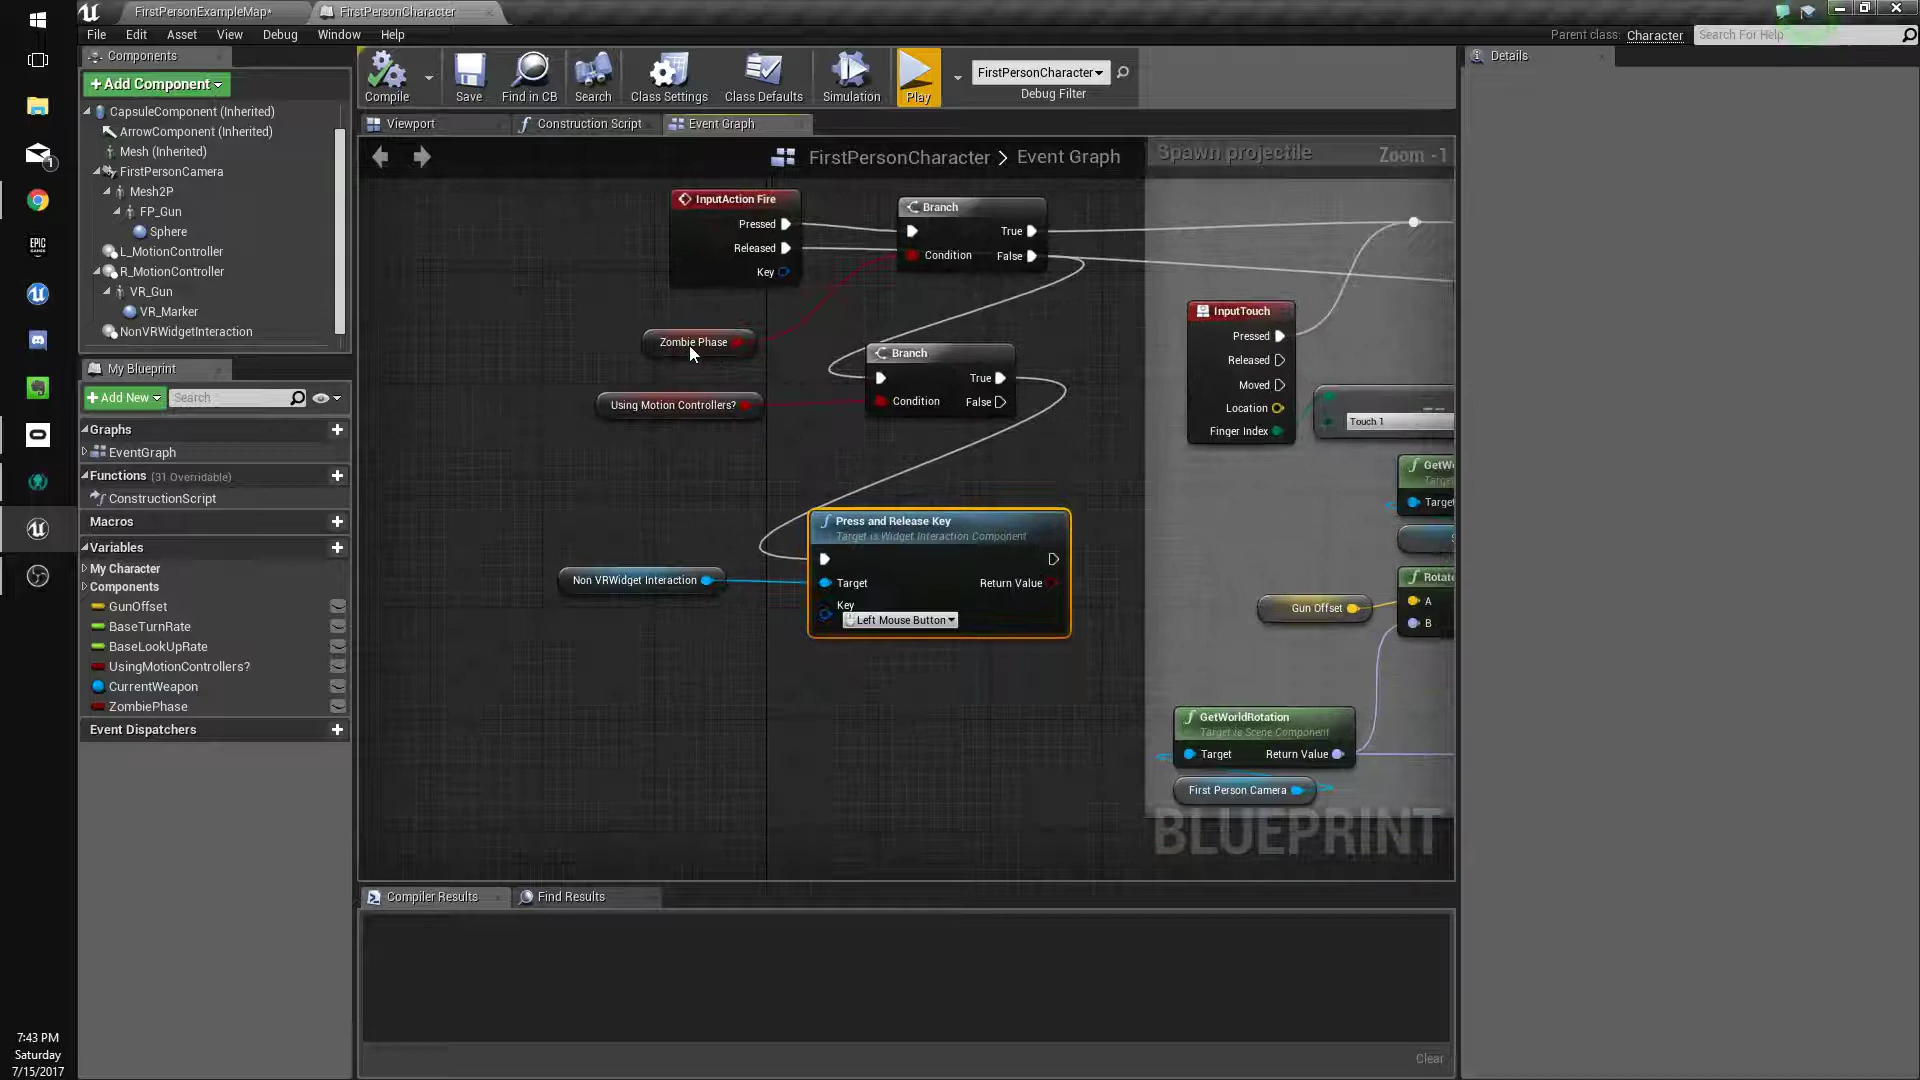 FirstPersonExampleMap*
FirstPersonCharacter
File Edit Asset View Debug Window Help
Parent class: Character
Search For Help
Components
+Add Component
CapsuleComponent (Inherited)
ArrowComponent (Inherited)
Mesh (Inherited)
FirstPersonCamera
Mesh2P
FP_Gun
Sphere
L_MotionController
R_MotionController
VR_Gun
VR_Marker
NonVRWidgetInteraction
My Blueprint
+Add New
Search
Graphs
EventGraph
Functions (31 Overridable)
ConstructionScript
Macros
Variables
My Character
Components
GunOffset
BaseTurnRate
BaseLookUpRate
UsingMotionControllers?
CurrentWeapon
ZombiePhase
Event Dispatchers
Compile
Save
Find in CB
Search
Class Settings
Class Defaults
Simulation
Play
FirstPersonCharacter
Debug Filter
Viewport
Construction Script
Event Graph
FirstPersonCharacter > Event Graph
Spawn projectile
Zoom -1
InputAction Fire
Pressed
Released
Key
Branch
True
Condition
False
Zombie Phase
Using Motion Controllers?
Branch
True
Condition
False
Press and Release Key
Target is Widget Interaction Component
Target
Return Value
Key
Left Mouse Button
Non VRWidget Interaction
InputTouch
Pressed
Released
Moved
Location
Finger Index
Touch 1
Target
Gun Offset
A
B
GetWorldRotation
Target is Scene Component
Target
Return Value
First Person Camera
BLUEPRINT
Compiler Results
Find Results
Clear
Details
EPIC
GAMES
1
7:43 PM
Saturday
7/15/2017